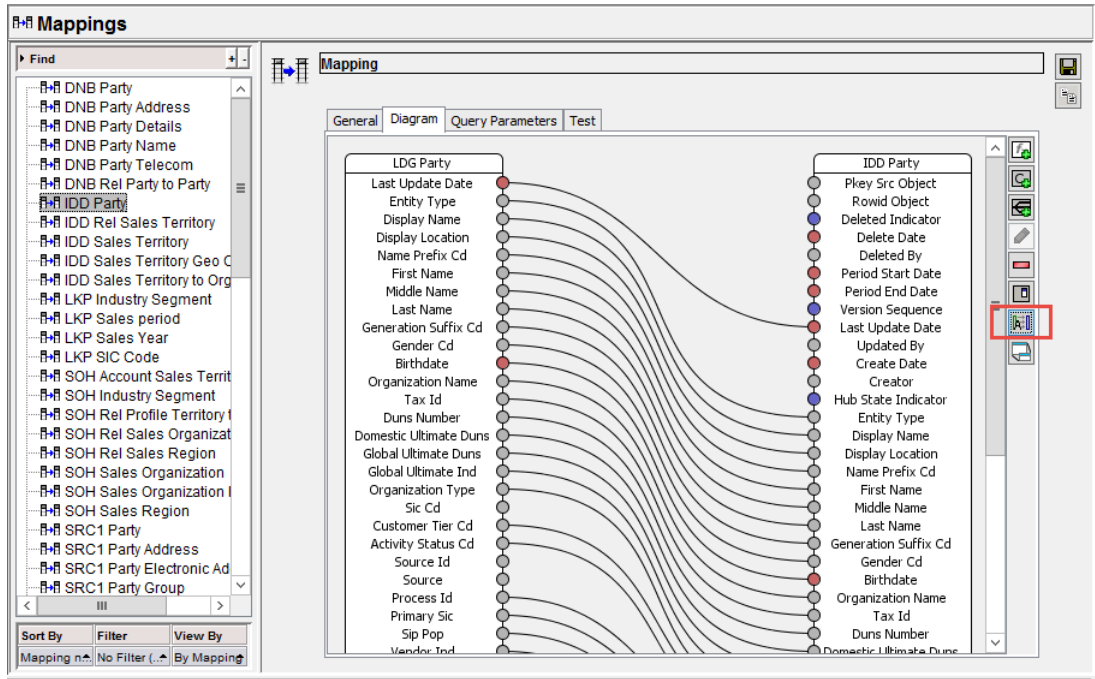 Mappings
Find
+ -
DNB Party
DNB Party Address
DNB Party Details
DNB Party Name
DNB Party Telecom
DNB Rel Party to Party
IDD Party
IDD Rel Sales Territory
IDD Sales Territory
IDD Sales Territory Geo C
IDD Sales Territory to Org
LKP Industry Segment
LKP Sales period
LKP Sales Year
LKP SIC Code
SOH Account Sales Territ
SOH Industry Segment
SOH Rel Profile Territory t
SOH Rel Sales Organizat
SOH Rel Sales Region
SOH Sales Organization
SOH Sales Organization I
SOH Sales Region
SRC1 Party
SRC1 Party Address
SRC1 Party Electronic Ad
SRC1 Party Group
Sort By Filter View By
Mapping n... No Filter (... By Mapping
Mapping
General Diagram Query Parameters Test
LDG Party
Last Update Date
Entity Type
Display Name
Display Location
Name Prefix Cd
First Name
Middle Name
Last Name
Generation Suffix Cd
Gender Cd
Birthdate
Organization Name
Tax Id
Duns Number
Domestic Ultimate Duns
Global Ultimate Duns
Global Ultimate Ind
Organization Type
Sic Cd
Customer Tier Cd
Activity Status Cd
Source Id
Source
Process Id
Primary Sic
Sip Pop
Vendor Ind
IDD Party
Pkey Src Object
Rowid Object
Deleted Indicator
Delete Date
Deleted By
Period Start Date
Period End Date
Version Sequence
Last Update Date
Updated By
Create Date
Creator
Hub State Indicator
Entity Type
Display Name
Display Location
Name Prefix Cd
First Name
Middle Name
Last Name
Generation Suffix Cd
Gender Cd
Birthdate
Organization Name
Tax Id
Duns Number
Domestic Ultimate Duns